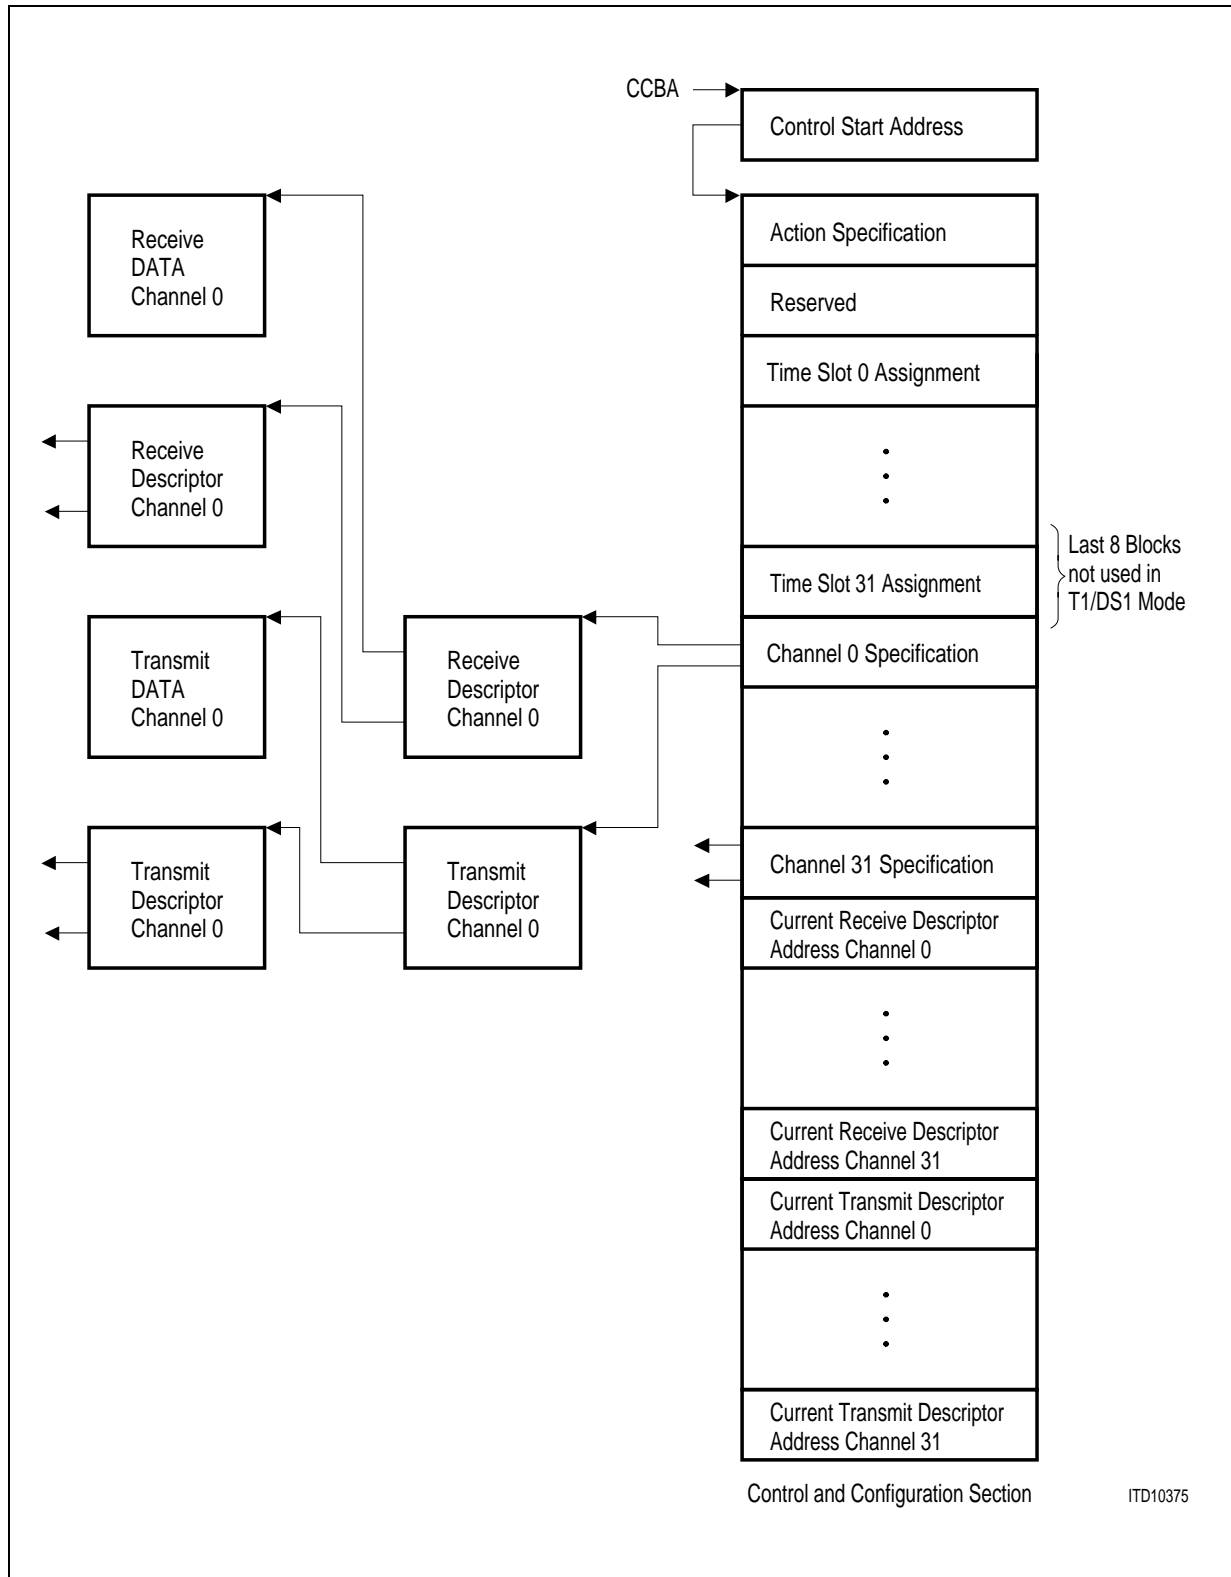 CCBA
Control Start Address
Action Specification
Reserved
Time Slot 0 Assignment
Time Slot 31 Assignment
Last 8 Blocks
not used in
T1/DS1 Mode
Channel 0 Specification
Channel 31 Specification
Current Receive Descriptor
Address Channel 0
Current Receive Descriptor
Address Channel 31
Current Transmit Descriptor
Address Channel 0
Current Transmit Descriptor
Address Channel 31
Receive
DATA
Channel 0
Receive
Descriptor
Channel 0
Transmit
DATA
Channel 0
Transmit
Descriptor
Channel 0
Receive
Descriptor
Channel 0
Transmit
Descriptor
Channel 0
Control and Configuration Section
ITD10375